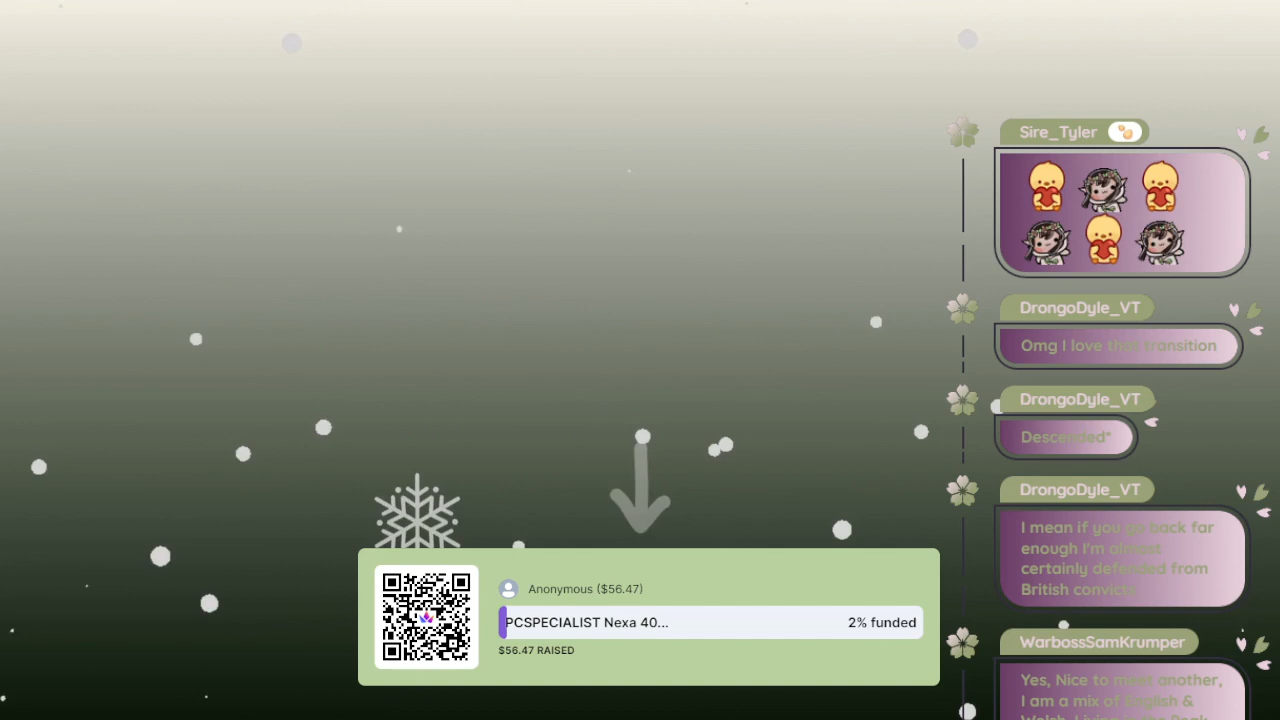 Sire_Tyler
DrongoDyle_VT
Omg I love that transition
DrongoDyle_VT
Descended*
DrongoDyle_VT
I mean if you go back far
enough I'm almost
certainly defended from
British convicts
WarbossSamKrumper
Yes, Nice to meet another,
I am a mix of English &
Anonymous ($56.47)
PCSPECIALIST Nexa 40...
2% funded
$56.47 RAISED